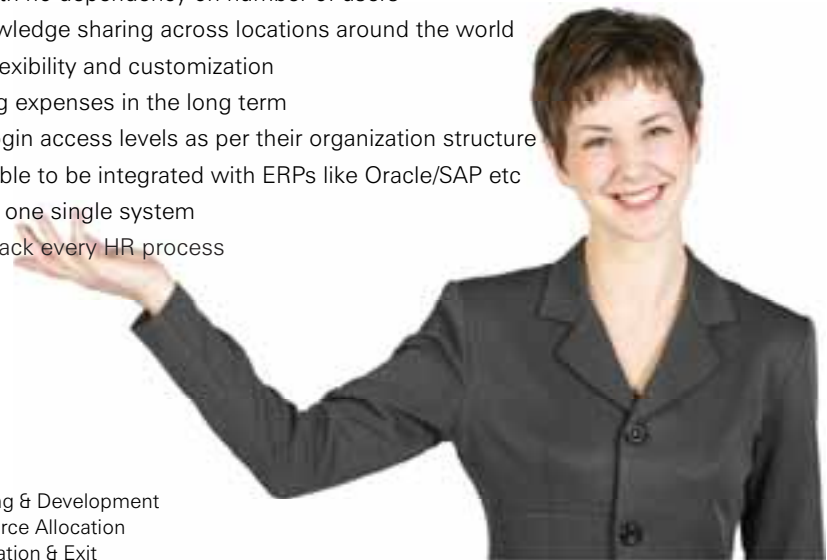 no dependency on number of users
wledge sharing across locations around the world
exibility and customization
g expenses in the long term
gin access levels as per their organization structure
ble to be integrated with ERPs like Oracle/SAP etc
one single system
ack every HR process
ng & Development
rce Allocation
ation & Exit